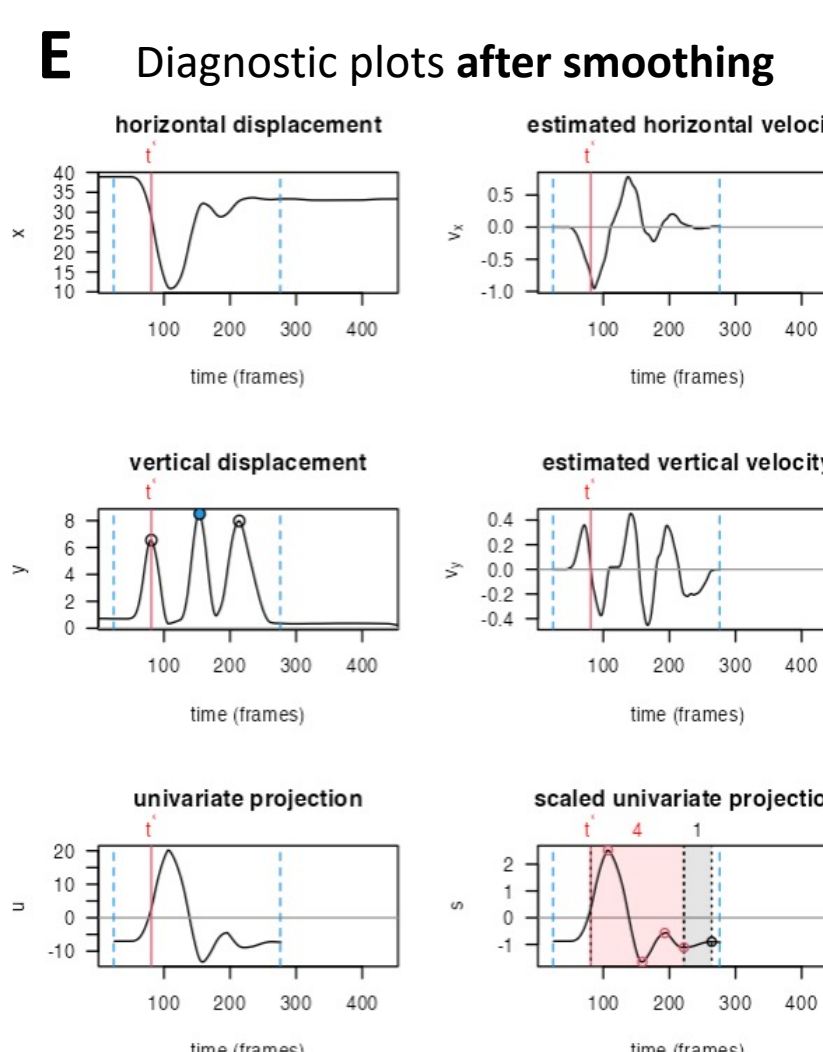 E Diagnostic plots after smoothing
horizontal displacement estimated horizontal veloci
t* t*
x
40
35
30
25
20
15
10
100 200 300 400
time (frames)
vx
0.5
0.0
-0.5
-1.0
100 200 300 400
time (frames)
vertical displacement estimated vertical velocity
t* t*
y
8
6
4
2
0
100 200 300 400
time (frames)
vy
0.4
0.2
0.0
-0.2
-0.4
100 200 300 400
time (frames)
univariate projection scaled univariate projectio
t* t* 4 1
u
20
10
0
-10
100 200 300 400
time (frames)
s
2
1
0
-1
100 200 300 400
time (frames)